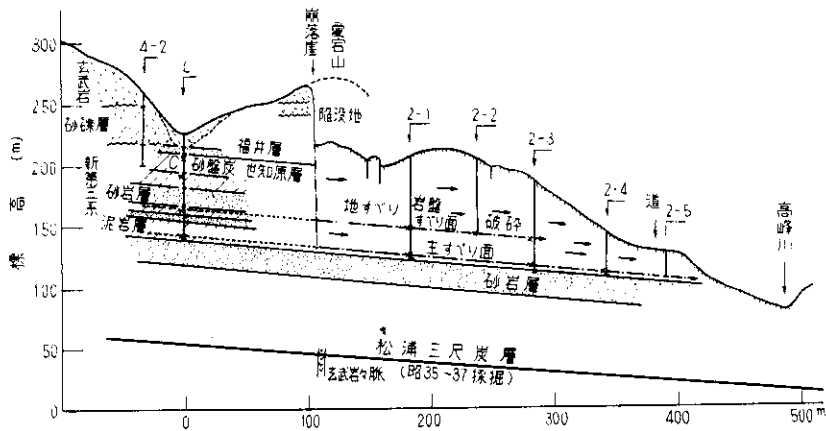 崩落崖
愛宕山
300
250
200
150
100
50
0
標高 (m)
4-2
L
玄武岩
砂礫層
新第三系
砂岩層
泥岩層
陥没地
福井層
C 砂盤炭 世知原層
2-1
2-2
2-3
2-4
道
2-5
高峰川
地すべり 岩盤 破砕
すべり面
主すべり面
砂岩層
松浦三尺炭層
玄武岩々脈 (昭35-37採掘)
0
100
200
300
400
500 m